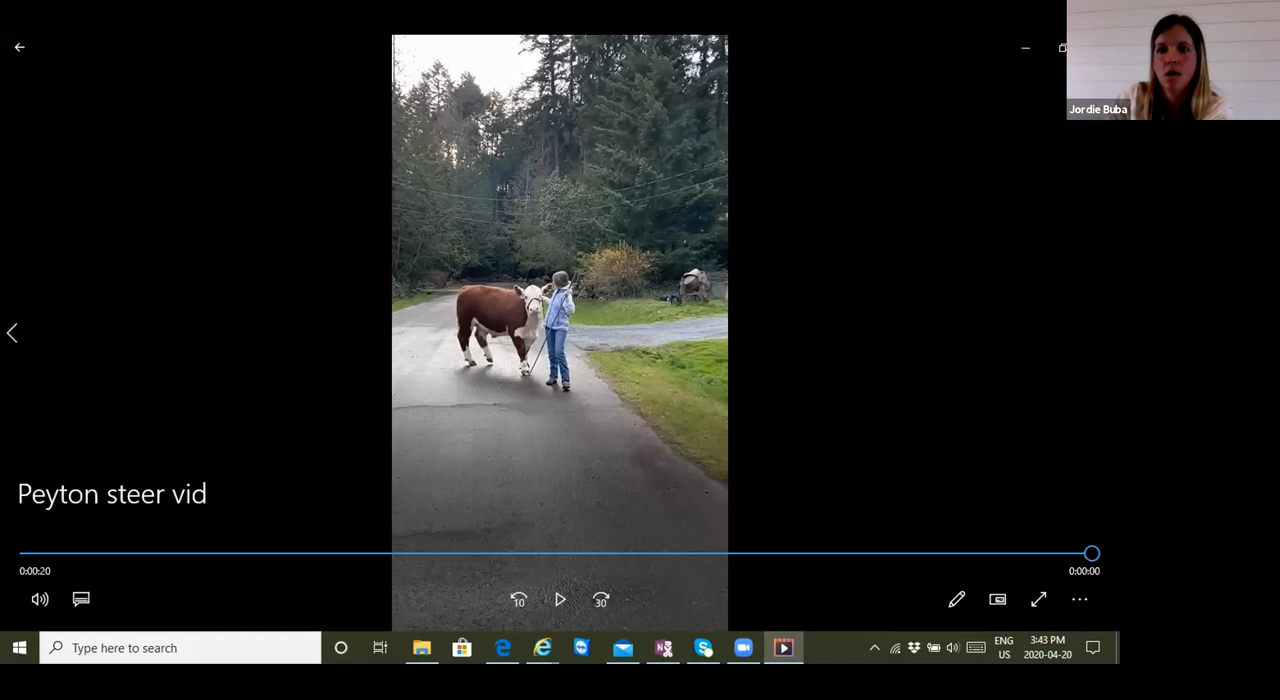 Jordie Buba
Peyton steer vid
0:00:20
0:00:00
10
30
Type here to search
ENG
US
3:43 PM
2020-04-20